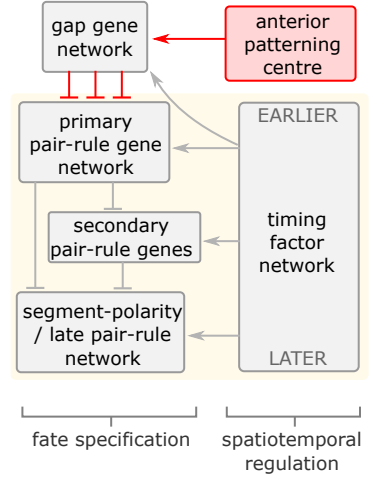 gap gene
network
anterior
patterning
centre
primary
pair-rule gene
network
EARLIER
secondary
pair-rule genes
timing
factor
network
segment-polarity
/ late pair-rule
network
LATER
fate specification
spatiotemporal
regulation